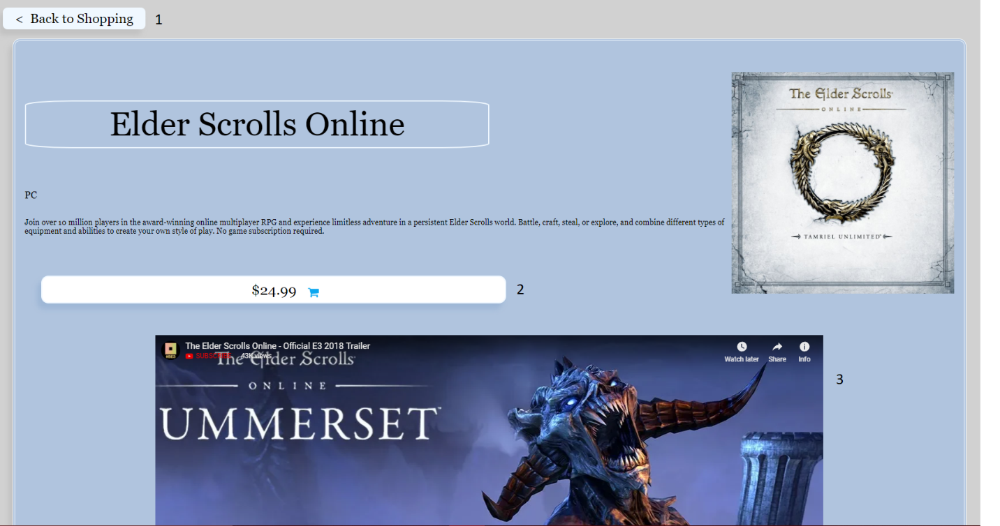 < Back to Shopping 1
Elder Scrolls Online
The Elder Scrolls
ONLINE
TAMRIEL UNLIMITED™
PC
Join over 10 million players in the award-winning online multiplayer RPG and experience limitless adventure in a persistent Elder Scrolls world. Battle, craft, steal, or explore, and combine different types of
equipment and abilities to create your own style of play. No game subscription required.
$24.99 2
The Elder Scrolls Online - Official E3 2018 Trailer
SUBSCRIBE 43K views
Watch later Share Info
The Elder Scrolls
ONLINE
UMMERSET™
3